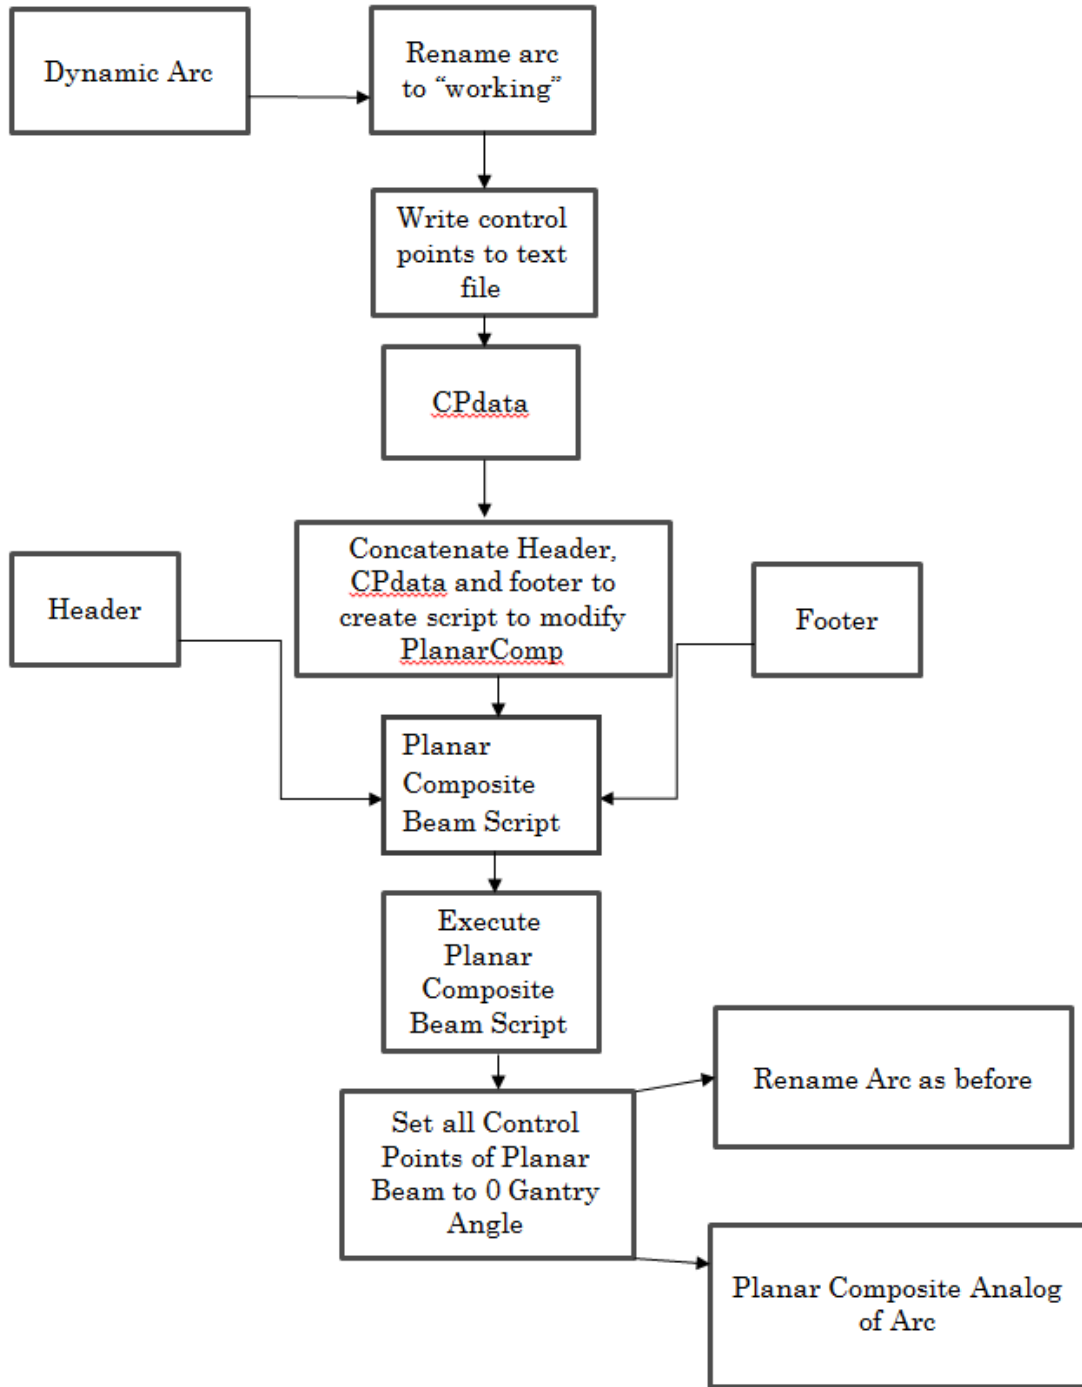 Dynamic Arc
Rename arc
to “working”
Write control
points to text
file
CPdata
Concatenate Header,
CPdata and footer to
create script to modify
PlanarComp
Header
Footer
Planar
Composite
Beam Script
Execute
Planar
Composite
Beam Script
Set all Control
Points of Planar
Beam to 0 Gantry
Angle
Rename Arc as before
Planar Composite Analog
of Arc